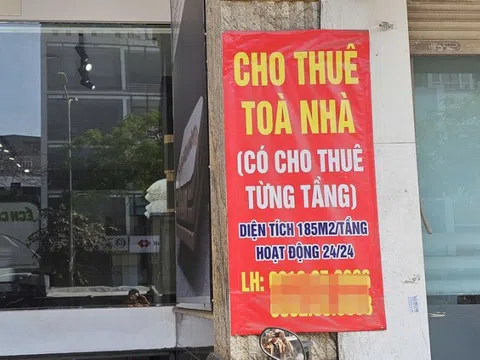 CHO THUÊ
TOÀ NHÀ
(CÓ CHO THUÊ
TỪNG TẦNG)
DIỆN TÍCH 185M2/TẦNG
HOẠT ĐỘNG 24/24
LH: